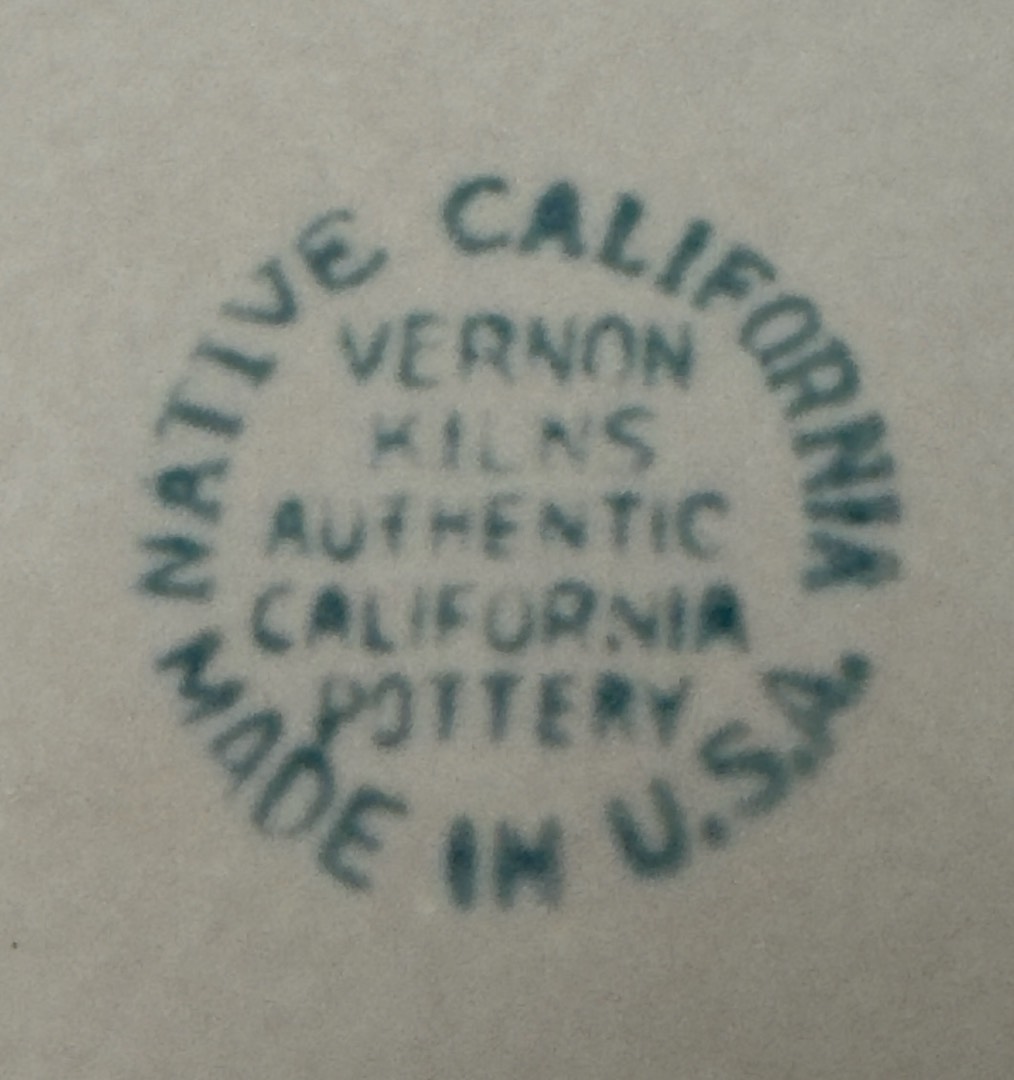 NATIVE CALIFORNIA
VERNON
KILNS
AUTHENTIC
CALIFORNIA
POTTERY
MADE IN U.S.A.